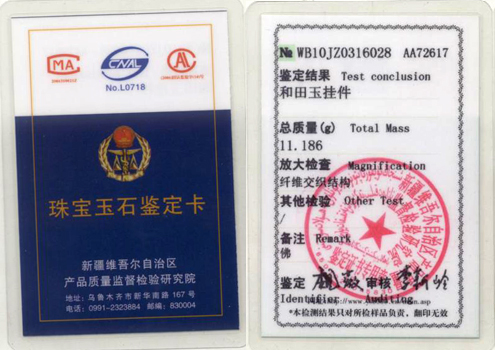 MA
CNAL
AL
No.L0718
珠宝玉石鉴定卡
新疆维吾尔自治区
产品质量监督检验研究院
地址：乌鲁木齐市新华南路 167 号
电话：0991-2323884 邮编：830004
№ WB10JZ0316028 AA72617
鉴定结果 Test conclusion
和田玉挂件
总质量(g) Total Mass
11.186
放大检查 Magnification
纤维交织结构
其他检验 Other Test
/
备注 Remark
佛
鉴定 审核
Identifier Auditing
*本检测结果只对所检样品负责，翻印无效